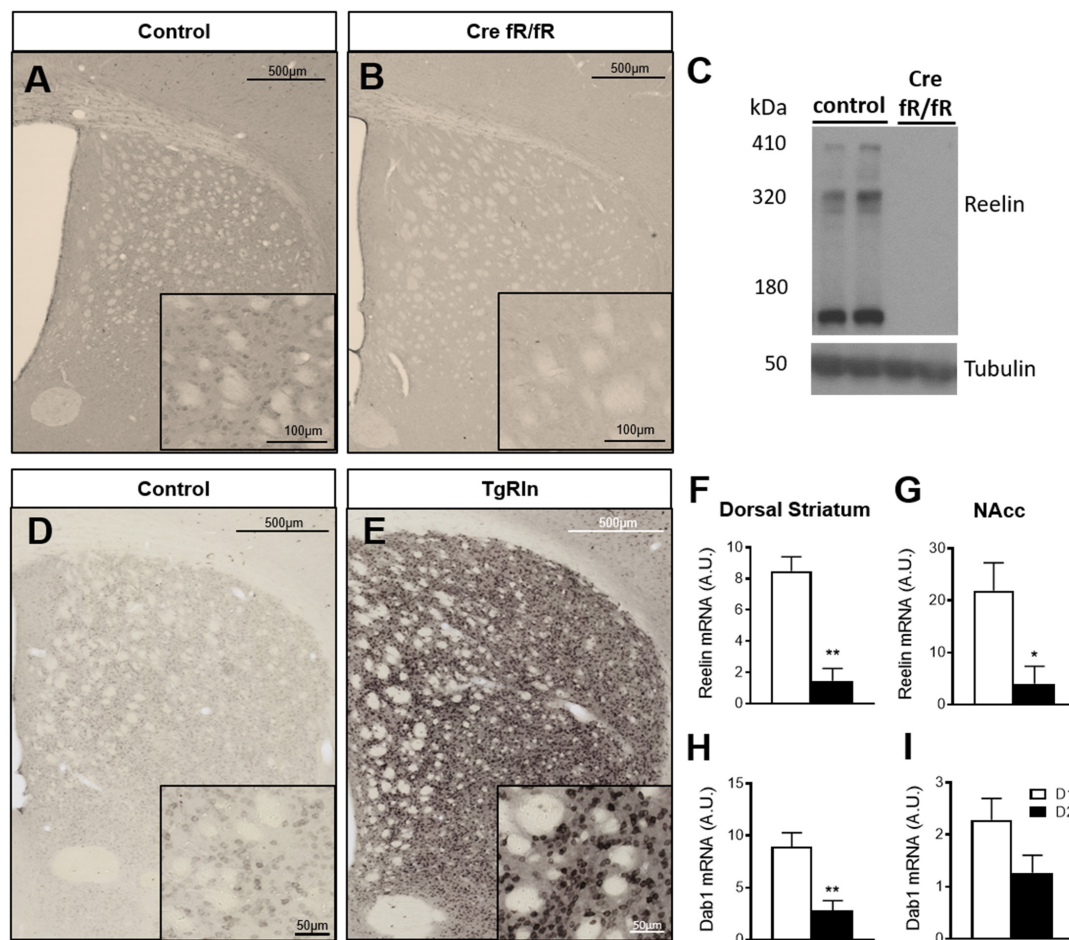 Control
Cre fR/fR
A
500µm
100µm
B
500µm
100µm
C
kDa
control
Cre
fR/fR
410
320
180
50
Reelin
Tubulin
Control
TgRln
D
500µm
50µm
E
500µm
50µm
F
Dorsal Striatum
Reelin mRNA (A.U.)
10
8
6
4
2
0
**
G
NAcc
Reelin mRNA (A.U.)
30
20
10
0
*
H
Dab1 mRNA (A.U.)
15
10
5
0
**
I
Dab1 mRNA (A.U.)
3
2
1
0